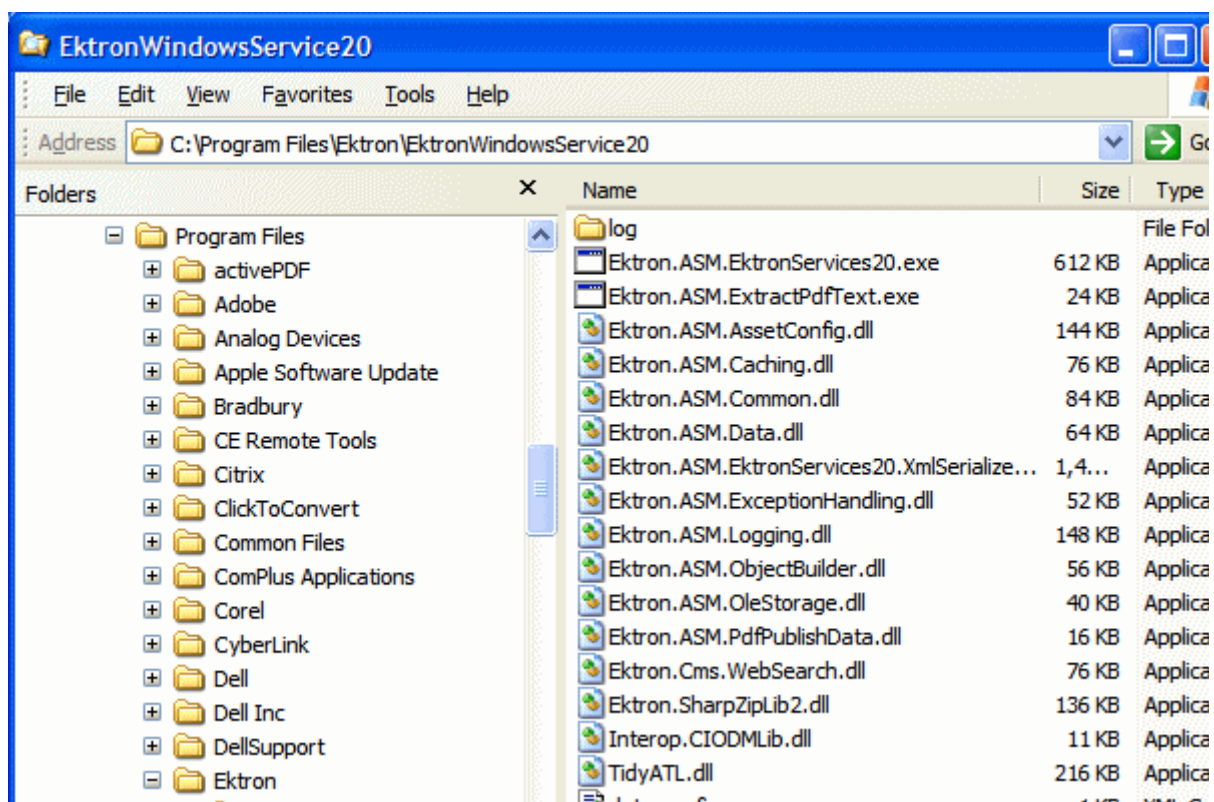 EktronWindowsService20
File Edit View Favorites Tools Help
Address C:\Program Files\Ektron\EktronWindowsService20
Folders Name Size Type
Program Files
activePDF
Adobe
Analog Devices
Apple Software Update
Bradbury
CE Remote Tools
Citrix
ClickToConvert
Common Files
ComPlus Applications
Corel
CyberLink
Dell
Dell Inc
DellSupport
Ektron
log File Fol
Ektron.ASM.EktronServices20.exe 612 KB Applica
Ektron.ASM.ExtractPdfText.exe 24 KB Applica
Ektron.ASM.AssetConfig.dll 144 KB Applica
Ektron.ASM.Caching.dll 76 KB Applica
Ektron.ASM.Common.dll 84 KB Applica
Ektron.ASM.Data.dll 64 KB Applica
Ektron.ASM.EktronServices20.XmlSerialize... 1,4... Applica
Ektron.ASM.ExceptionHandling.dll 52 KB Applica
Ektron.ASM.Logging.dll 148 KB Applica
Ektron.ASM.ObjectBuilder.dll 56 KB Applica
Ektron.ASM.OleStorage.dll 40 KB Applica
Ektron.ASM.PdfPublishData.dll 16 KB Applica
Ektron.Cms.WebSearch.dll 76 KB Applica
Ektron.SharpZipLib2.dll 136 KB Applica
Interop.CIODMLib.dll 11 KB Applica
TidyATL.dll 216 KB Applica